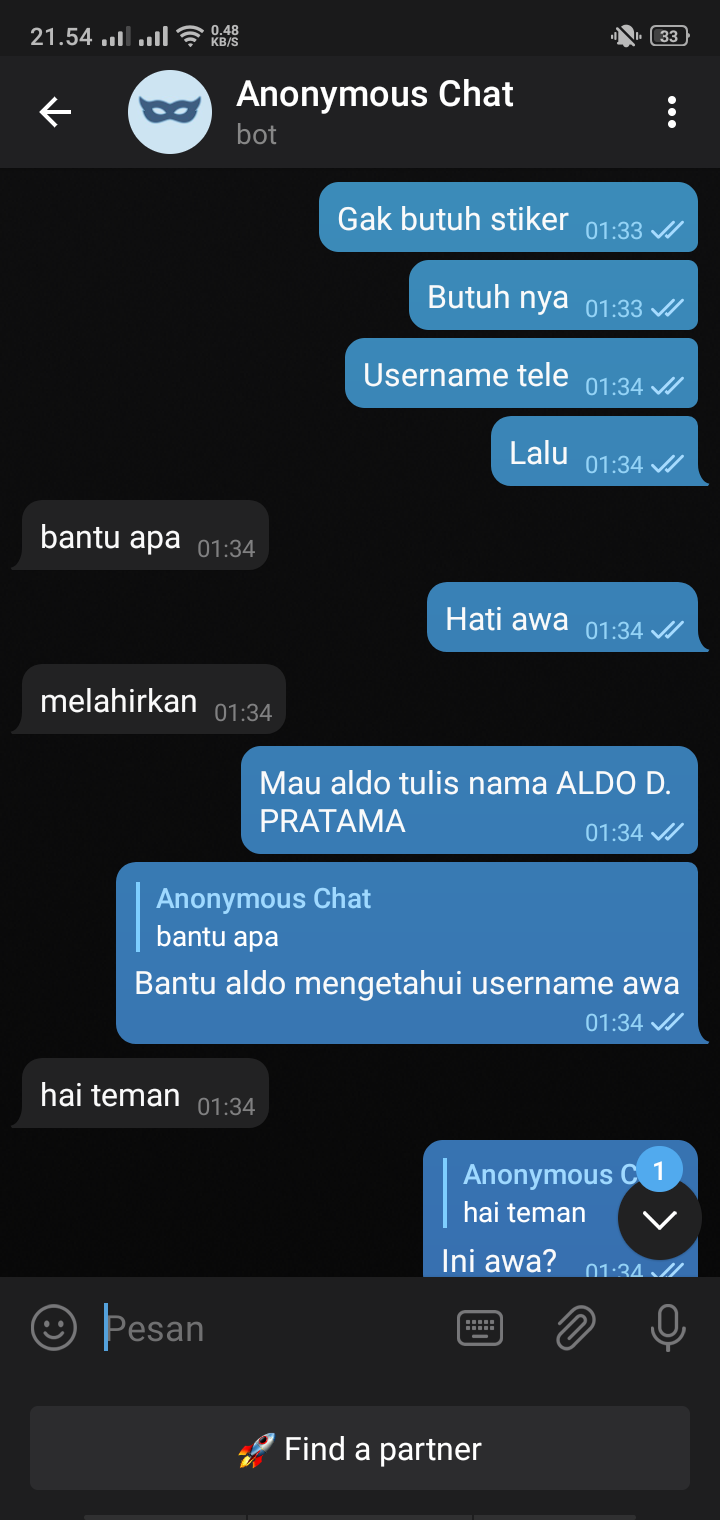 21.54
0.48
KB/S
33
Anonymous Chat
bot
Gak butuh stiker 01:33
Butuh nya 01:33
Username tele 01:34
Lalu 01:34
bantu apa 01:34
Hati awa 01:34
melahirkan 01:34
Mau aldo tulis nama ALDO D.
PRATAMA 01:34
Anonymous Chat
bantu apa
Bantu aldo mengetahui username awa
01:34
hai teman 01:34
Anonymous C
1
hai teman
Ini awa? 01:34
Pesan
🚀 Find a partner